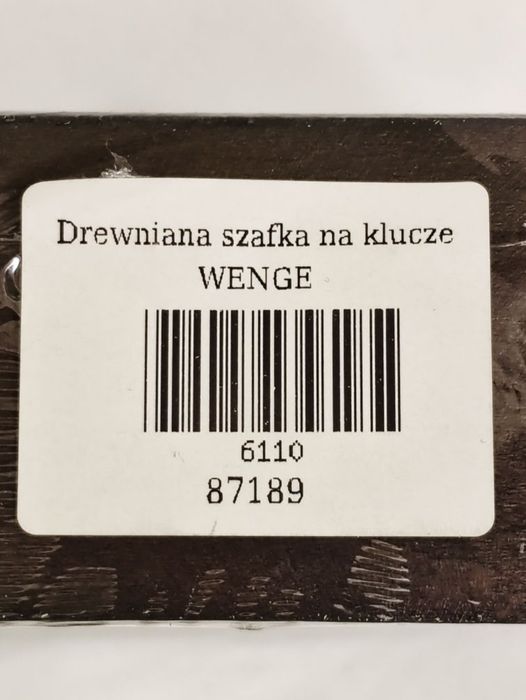 Drewniana szafka na klucze
WENGE
6110
87189